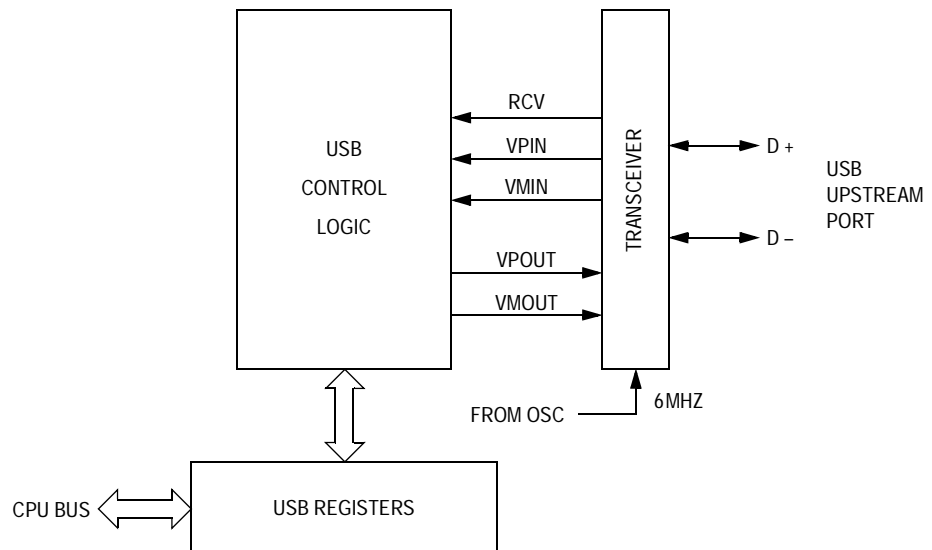 RCV
VPIN
VMIN
VPOUT
VMOUT
USB
CONTROL
LOGIC
TRANSCEIVER
D +
D –
USB
UPSTREAM
PORT
FROM OSC
6MHZ
CPU BUS
USB REGISTERS